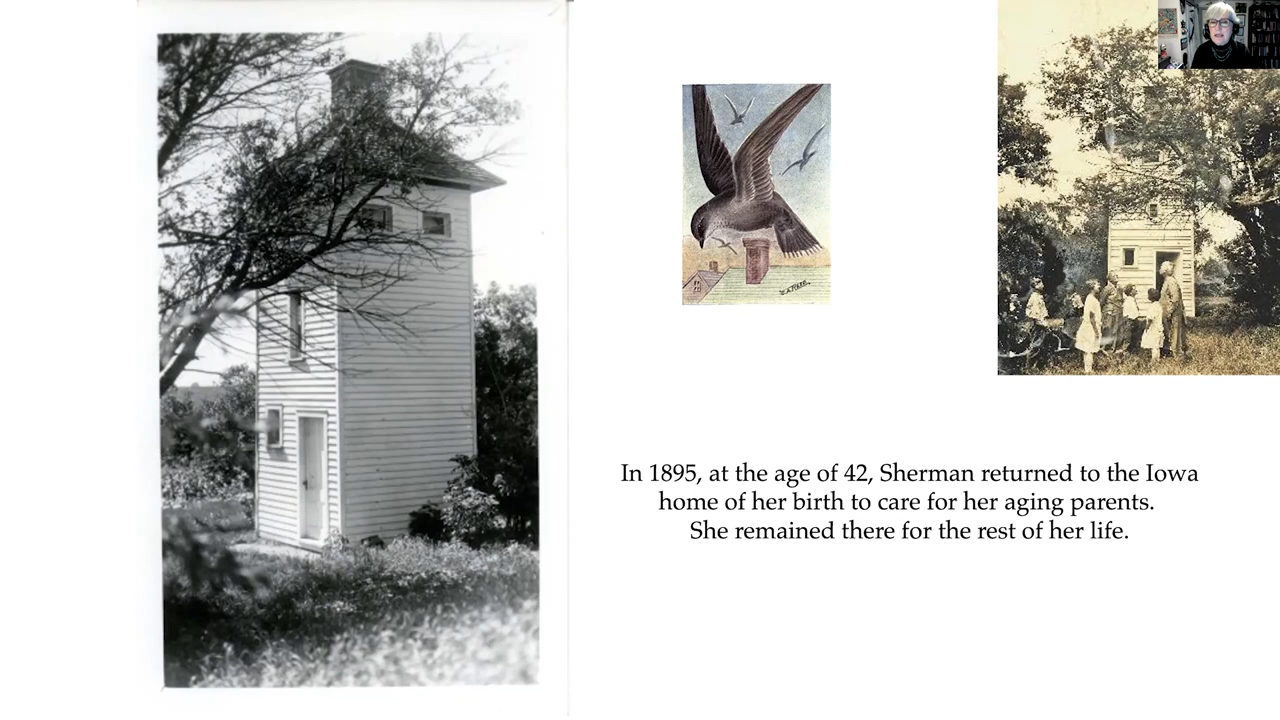 In 1895, at the age of 42, Sherman returned to the Iowa
home of her birth to care for her aging parents.
She remained there for the rest of her life.